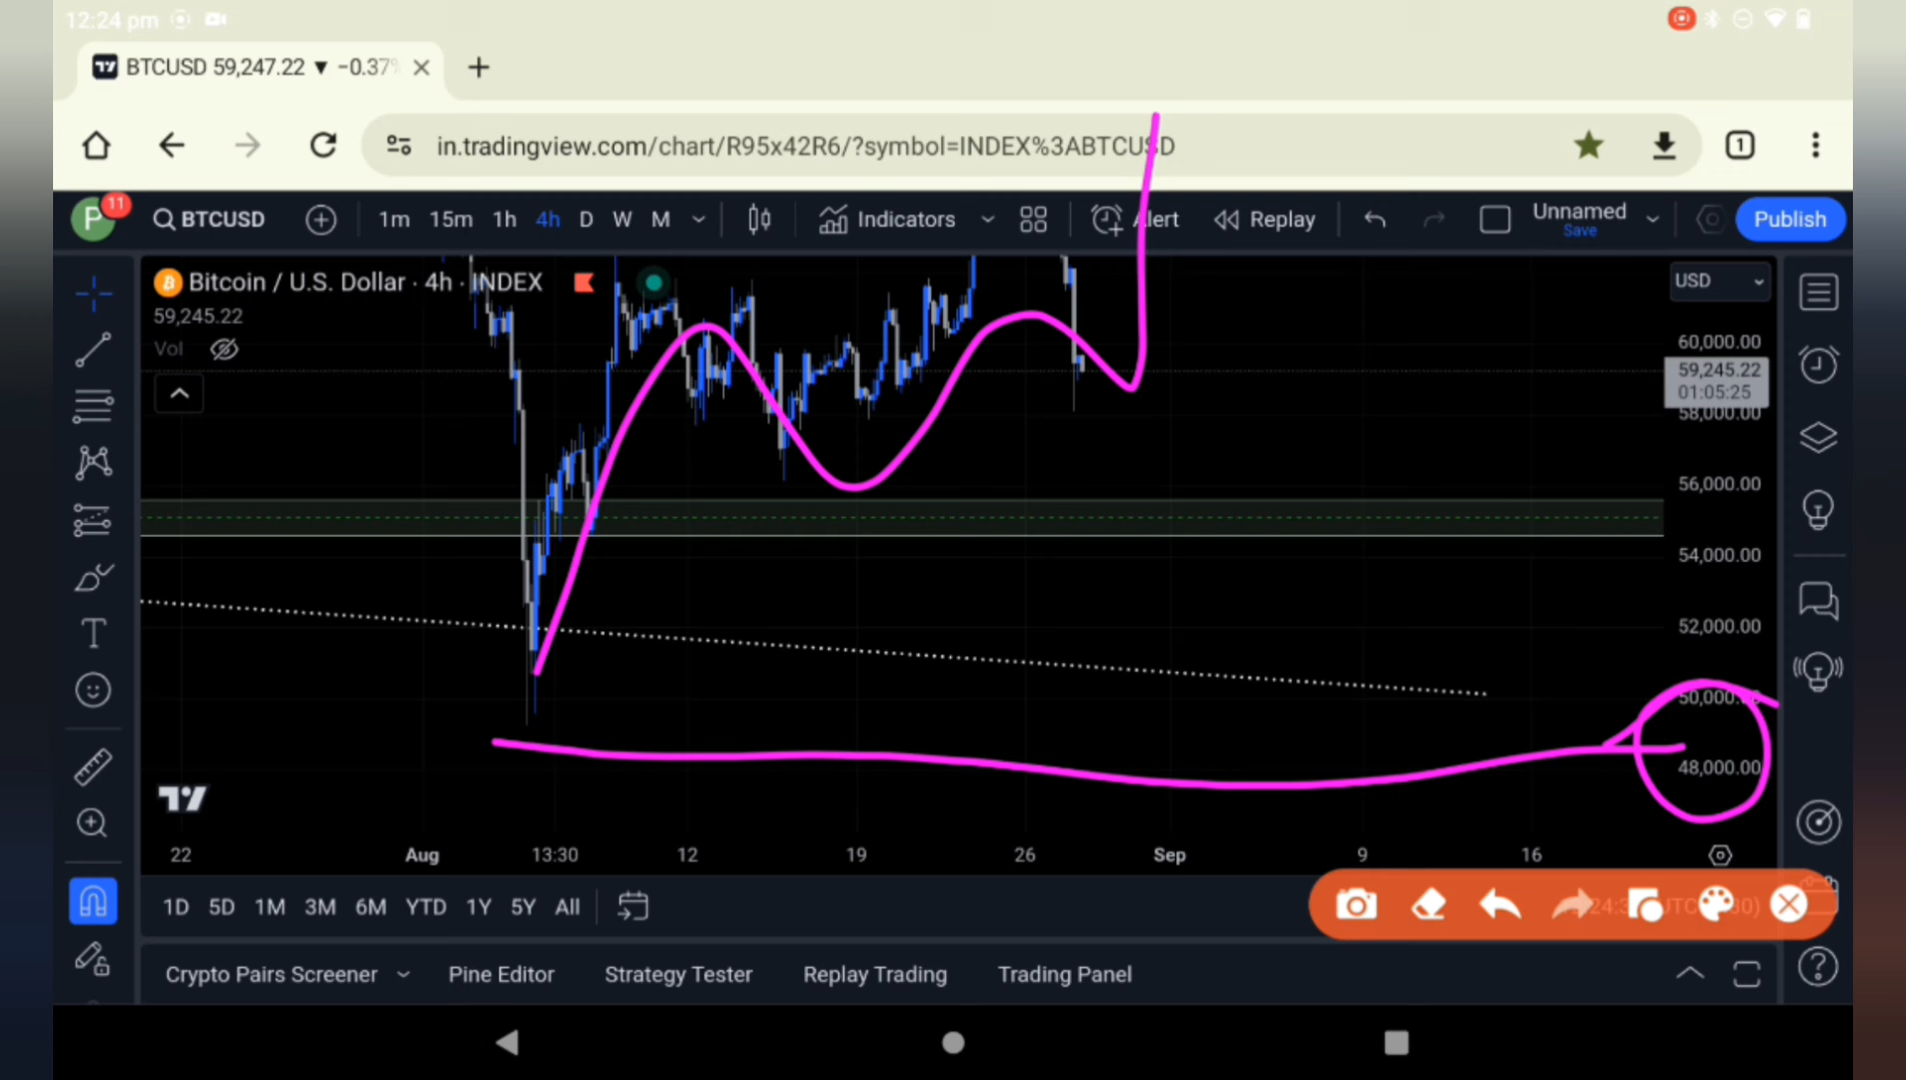 12:24 pm
BTCUSD 59,247.22 ▼ −0.37%
in.tradingview.com/chart/R95x42R6/?symbol=INDEX%3ABTCUSD
1
P 11 BTCUSD 1m 15m 1h 4h D W M Indicators Alert Replay Unnamed Save Publish
Bitcoin / U.S. Dollar · 4h · INDEX
USD
59,245.22
Vol
60,000.00
59,245.22
01:05:25
58,000.00
56,000.00
54,000.00
52,000.00
50,000.00
48,000.00
22 Aug 13:30 12 19 26 Sep 9 16
1D 5D 1M 3M 6M YTD 1Y 5Y All
Crypto Pairs Screener Pine Editor Strategy Tester Replay Trading Trading Panel